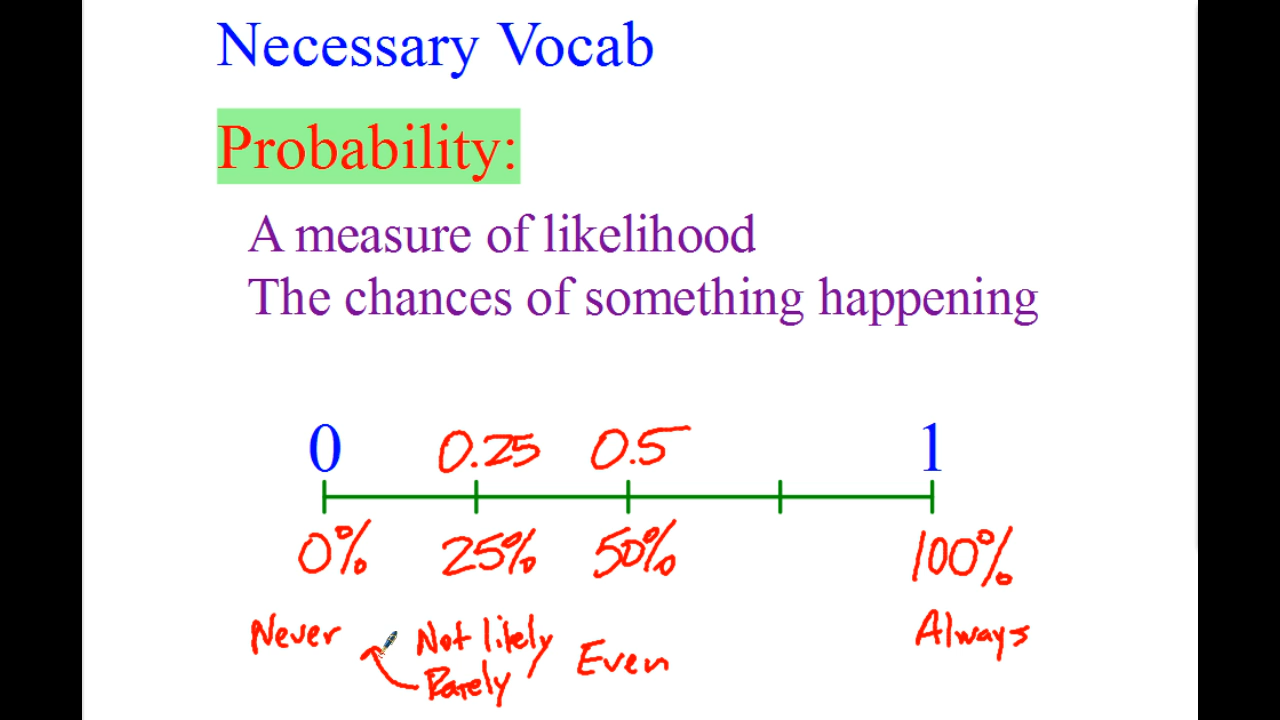 Necessary Vocab
Probability:
A measure of likelihood
The chances of something happening
0 0.25 0.5 1
0% 25% 50% 100%
Never Not likely Even Always
Rarely